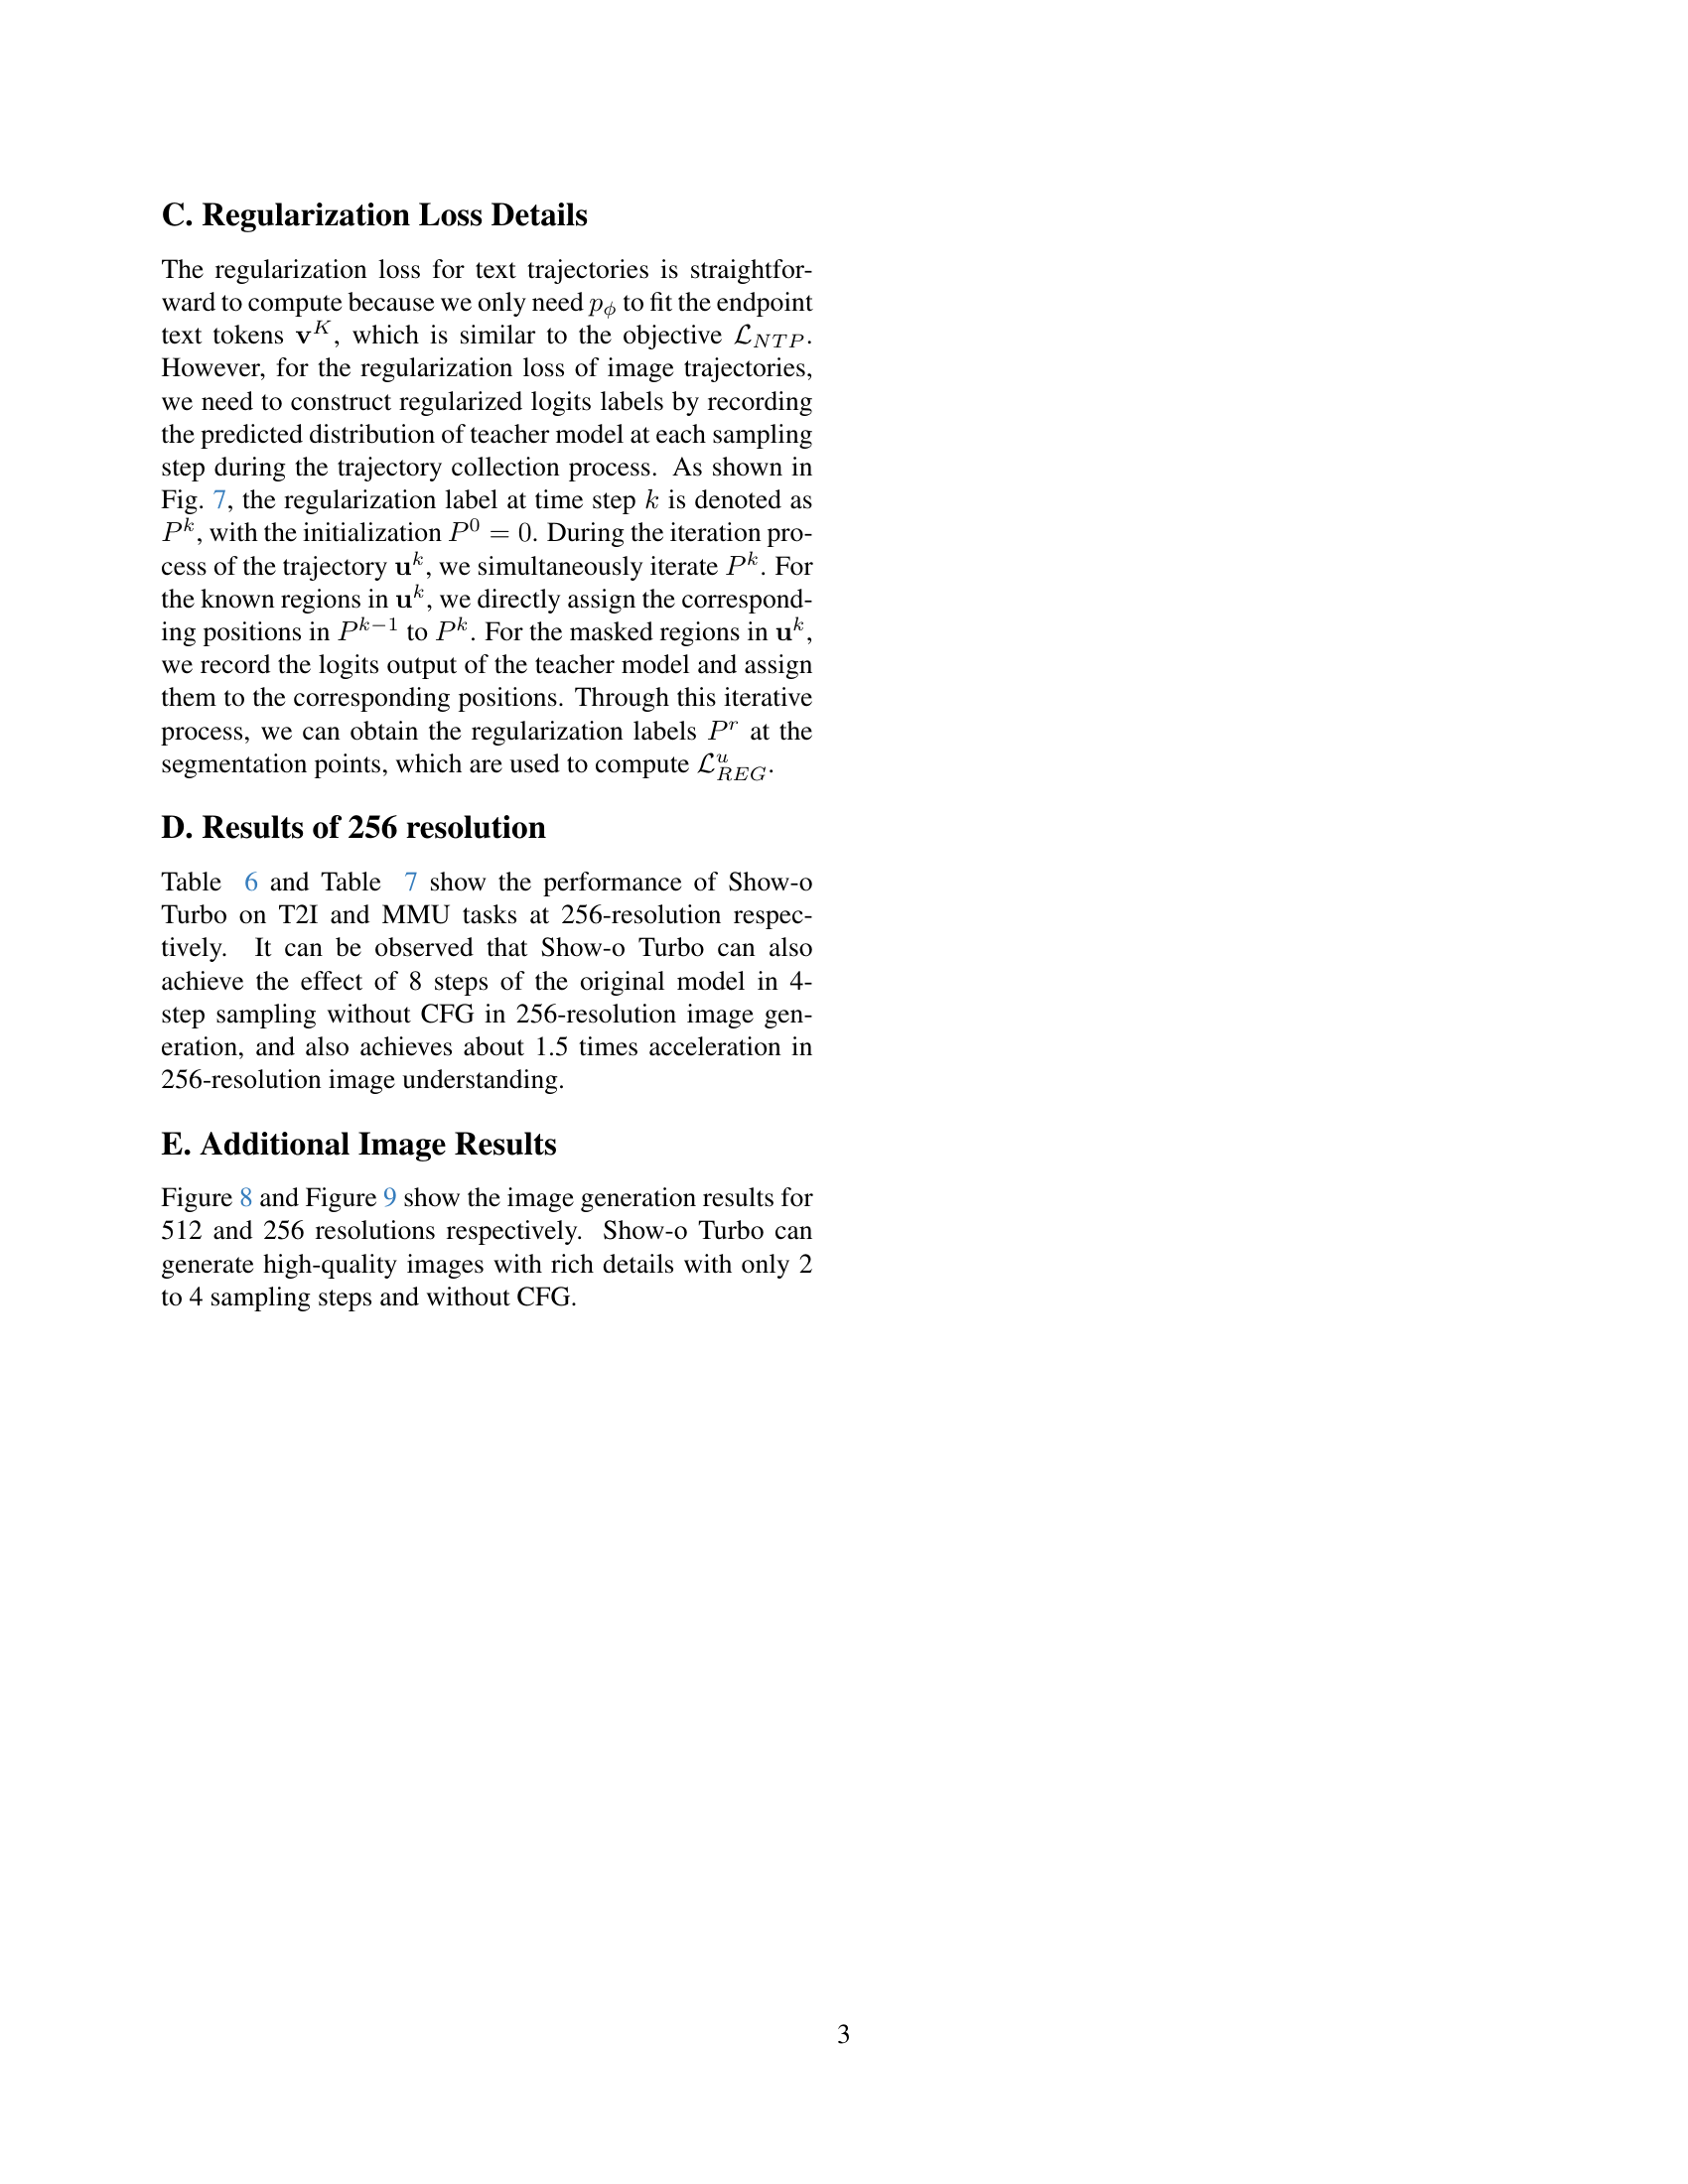 C. Regularization Loss Details
The regularization loss for text trajectories is straightfor-
ward to compute because we only need $p_\phi$ to fit the endpoint
text tokens $\mathbf{v}^K$, which is similar to the objective $\mathcal{L}_{NTP}$.
However, for the regularization loss of image trajectories,
we need to construct regularized logits labels by recording
the predicted distribution of teacher model at each sampling
step during the trajectory collection process. As shown in
Fig. 7, the regularization label at time step $k$ is denoted as
$P^k$, with the initialization $P^0 = 0$. During the iteration pro-
cess of the trajectory $\mathbf{u}^k$, we simultaneously iterate $P^k$. For
the known regions in $\mathbf{u}^k$, we directly assign the correspond-
ing positions in $P^{k-1}$ to $P^k$. For the masked regions in $\mathbf{u}^k$,
we record the logits output of the teacher model and assign
them to the corresponding positions. Through this iterative
process, we can obtain the regularization labels $P^r$ at the
segmentation points, which are used to compute $\mathcal{L}^u_{REG}$.
D. Results of 256 resolution
Table 6 and Table 7 show the performance of Show-o
Turbo on T2I and MMU tasks at 256-resolution respec-
tively. It can be observed that Show-o Turbo can also
achieve the effect of 8 steps of the original model in 4-
step sampling without CFG in 256-resolution image gen-
eration, and also achieves about 1.5 times acceleration in
256-resolution image understanding.
E. Additional Image Results
Figure 8 and Figure 9 show the image generation results for
512 and 256 resolutions respectively. Show-o Turbo can
generate high-quality images with rich details with only 2
to 4 sampling steps and without CFG.
3